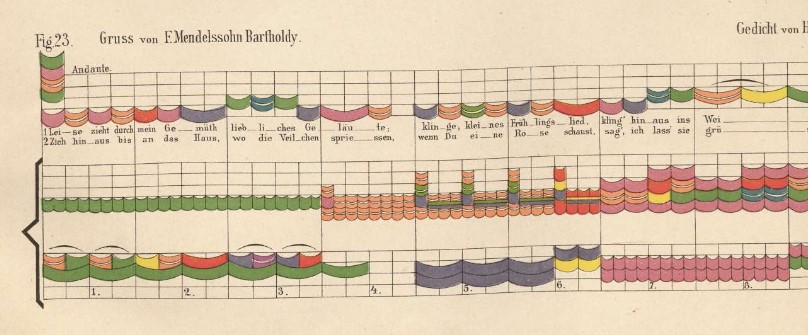 Fig. 23. Gruss von F. Mendelssohn Bartholdy. Gedicht von H
Andante.
1 Lei — se zieht durch mein Ge — müth lieb — li — ches Ge läu — te; klin — ge, klei — nes Früh — lings — lied, kling' hin — aus ins Wei
2 Zieh hin — aus bis an das Haus, wo die Veil — chen sprie — ssen, wenn Du ei — ne Ro — se schaust, sag', ich lass' sie grü
1. 2. 3. 4. 5. 6. 7. 8.